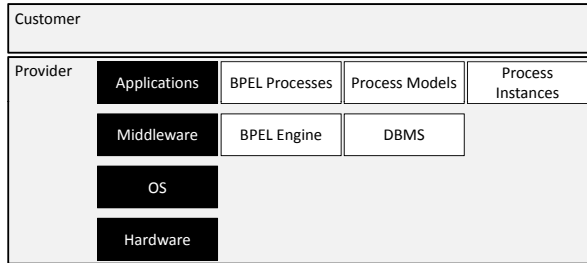 Customer
Provider
Applications
BPEL Processes
Process Models
Process
Instances
Middleware
BPEL Engine
DBMS
OS
Hardware